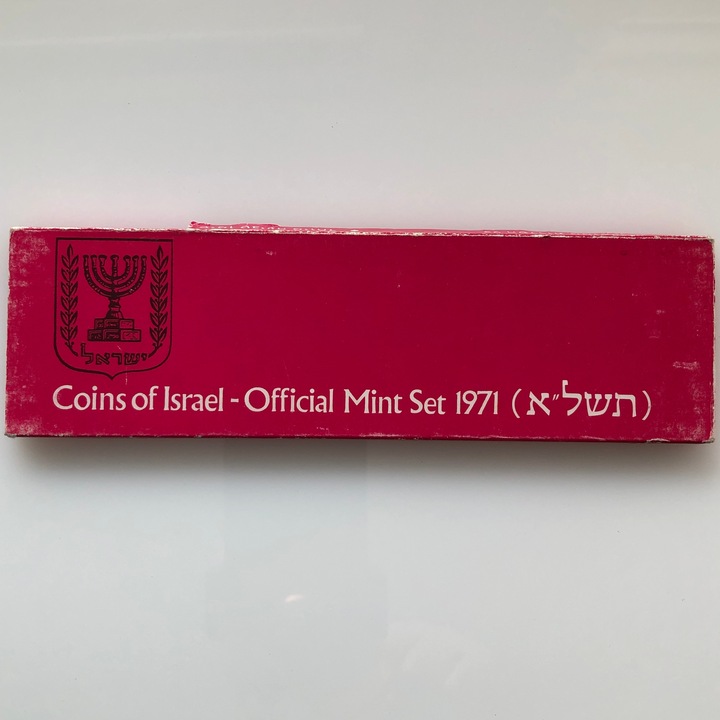 ישראל
Coins of Israel - Official Mint Set 1971 (תשל״א)